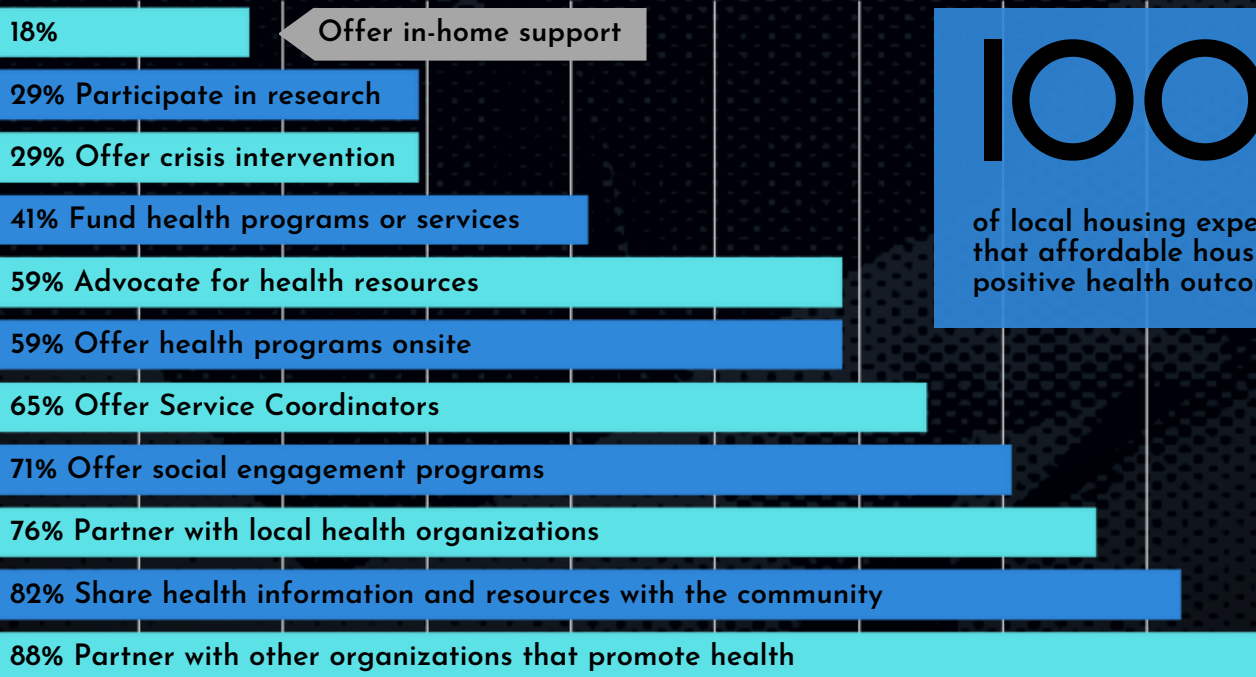 18%
Offer in-home support
29% Participate in research
29% Offer crisis intervention
41% Fund health programs or services
59% Advocate for health resources
59% Offer health programs onsite
65% Offer Service Coordinators
71% Offer social engagement programs
76% Partner with local health organizations
82% Share health information and resources with the community
88% Partner with other organizations that promote health
100
of local housing
that affordable
positive health